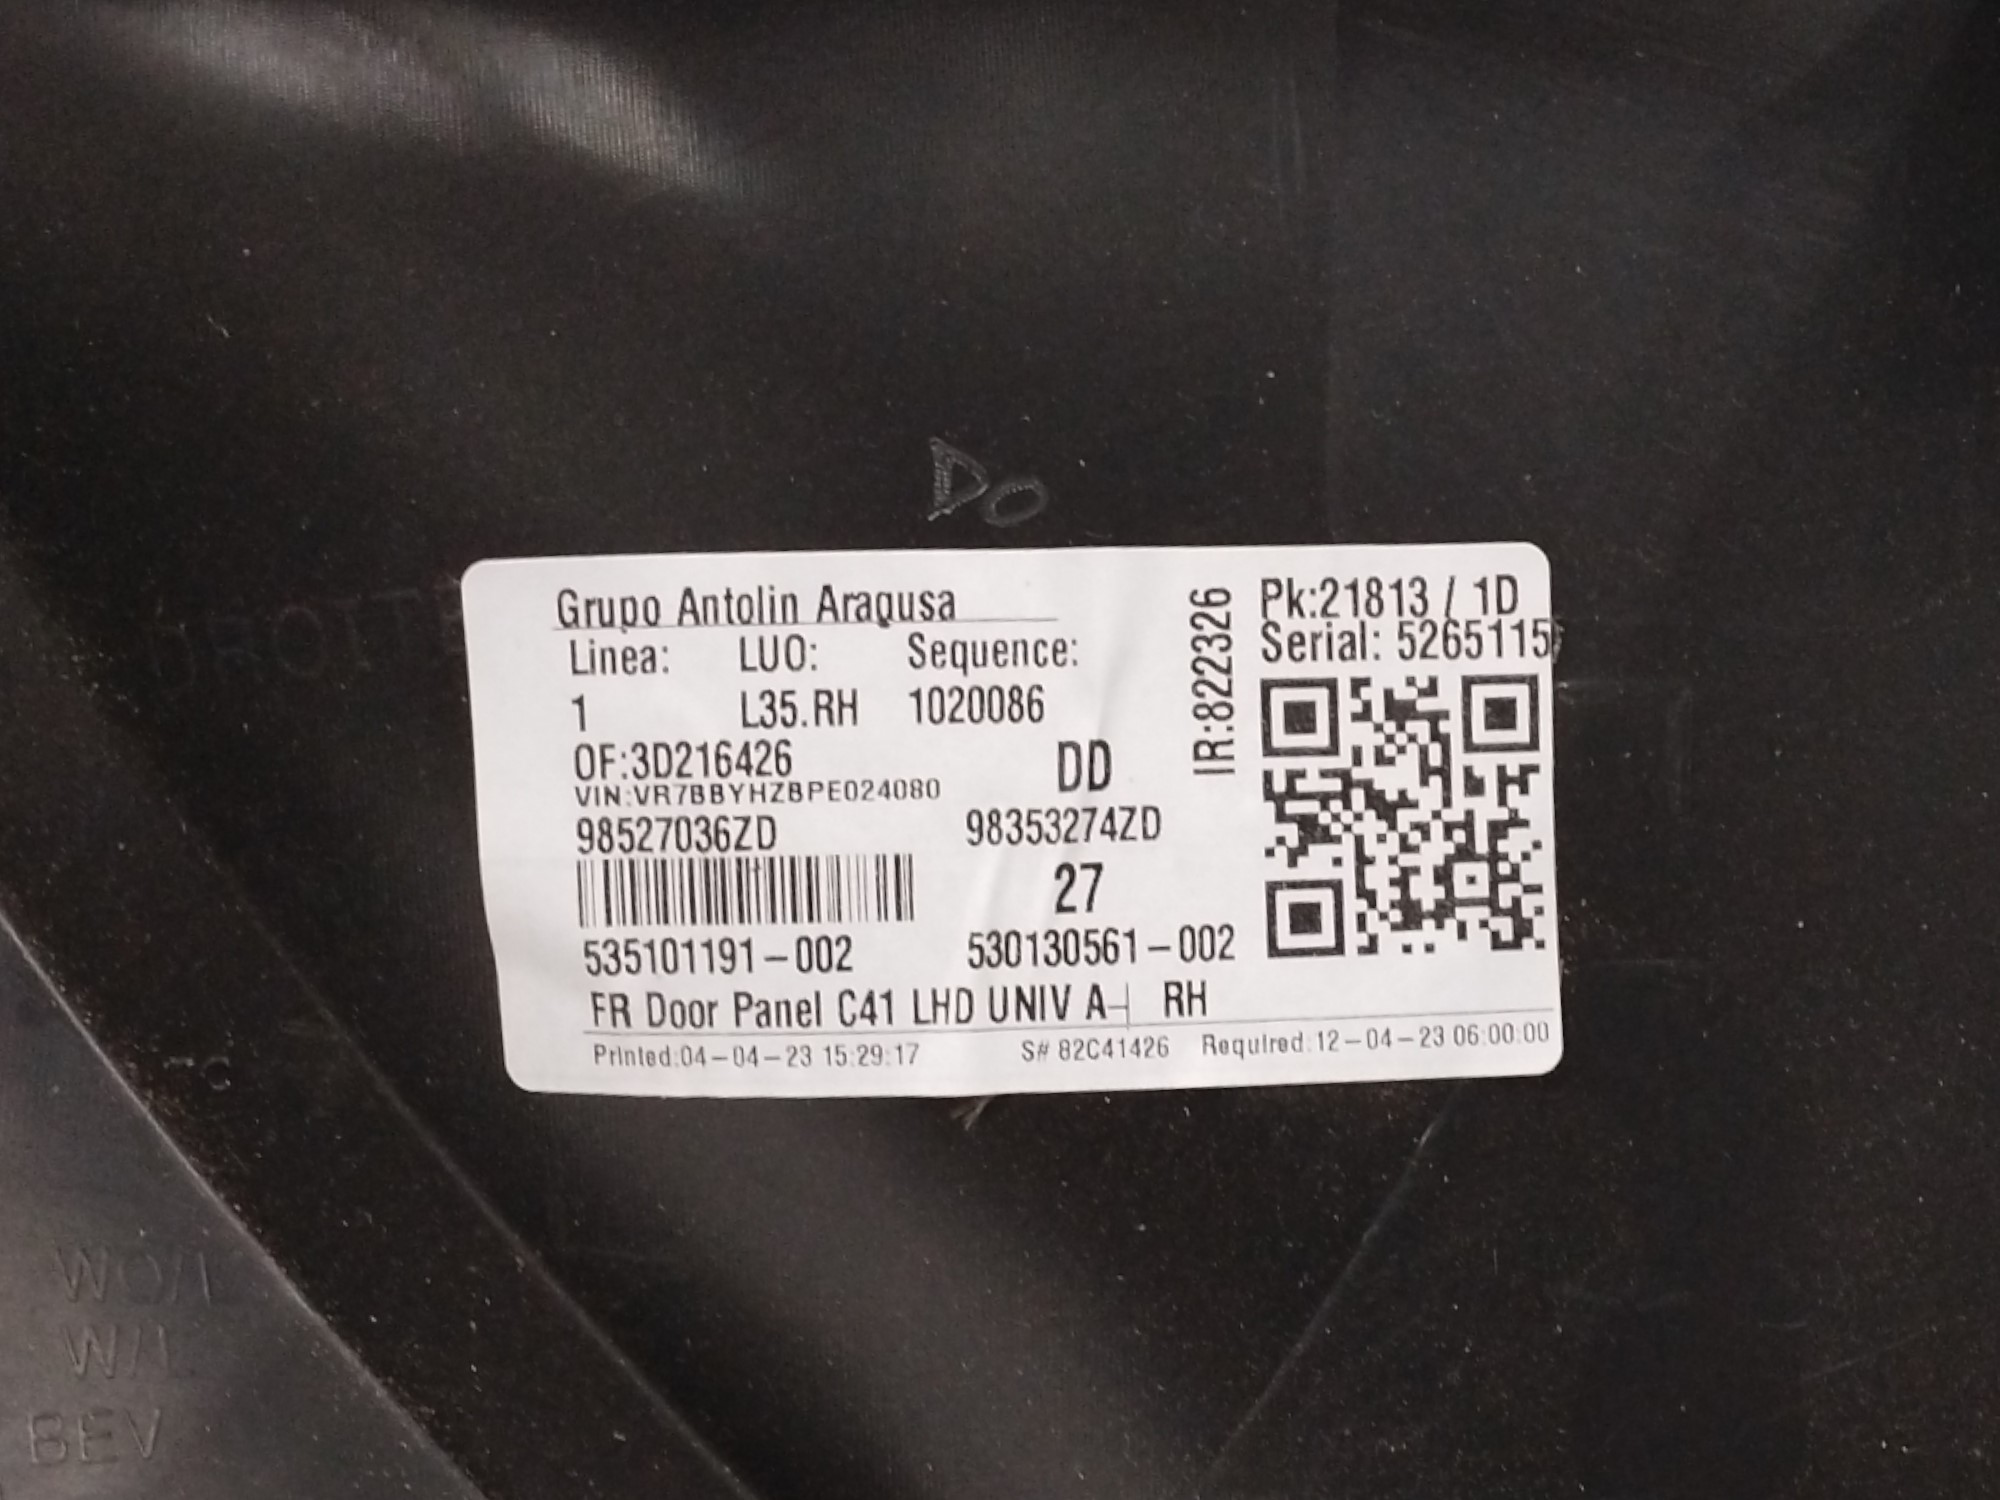 Do
Grupo Antolin Aragusa
Linea: LUO: Sequence:
1 L35.RH 1020086
OF:3D216426 DD
VIN:VR7BBYHZBPE024080
98527036ZD 98353274ZD
27
535101191-002 530130561-002
FR Door Panel C41 LHD UNIV A- RH
Printed:04-04-23 15:29:17 S# 82C41426 Required:12-04-23 06:00:00
IR:822326
Pk:21813 / 1D
Serial: 5265115
WO/L
W/L
BEV